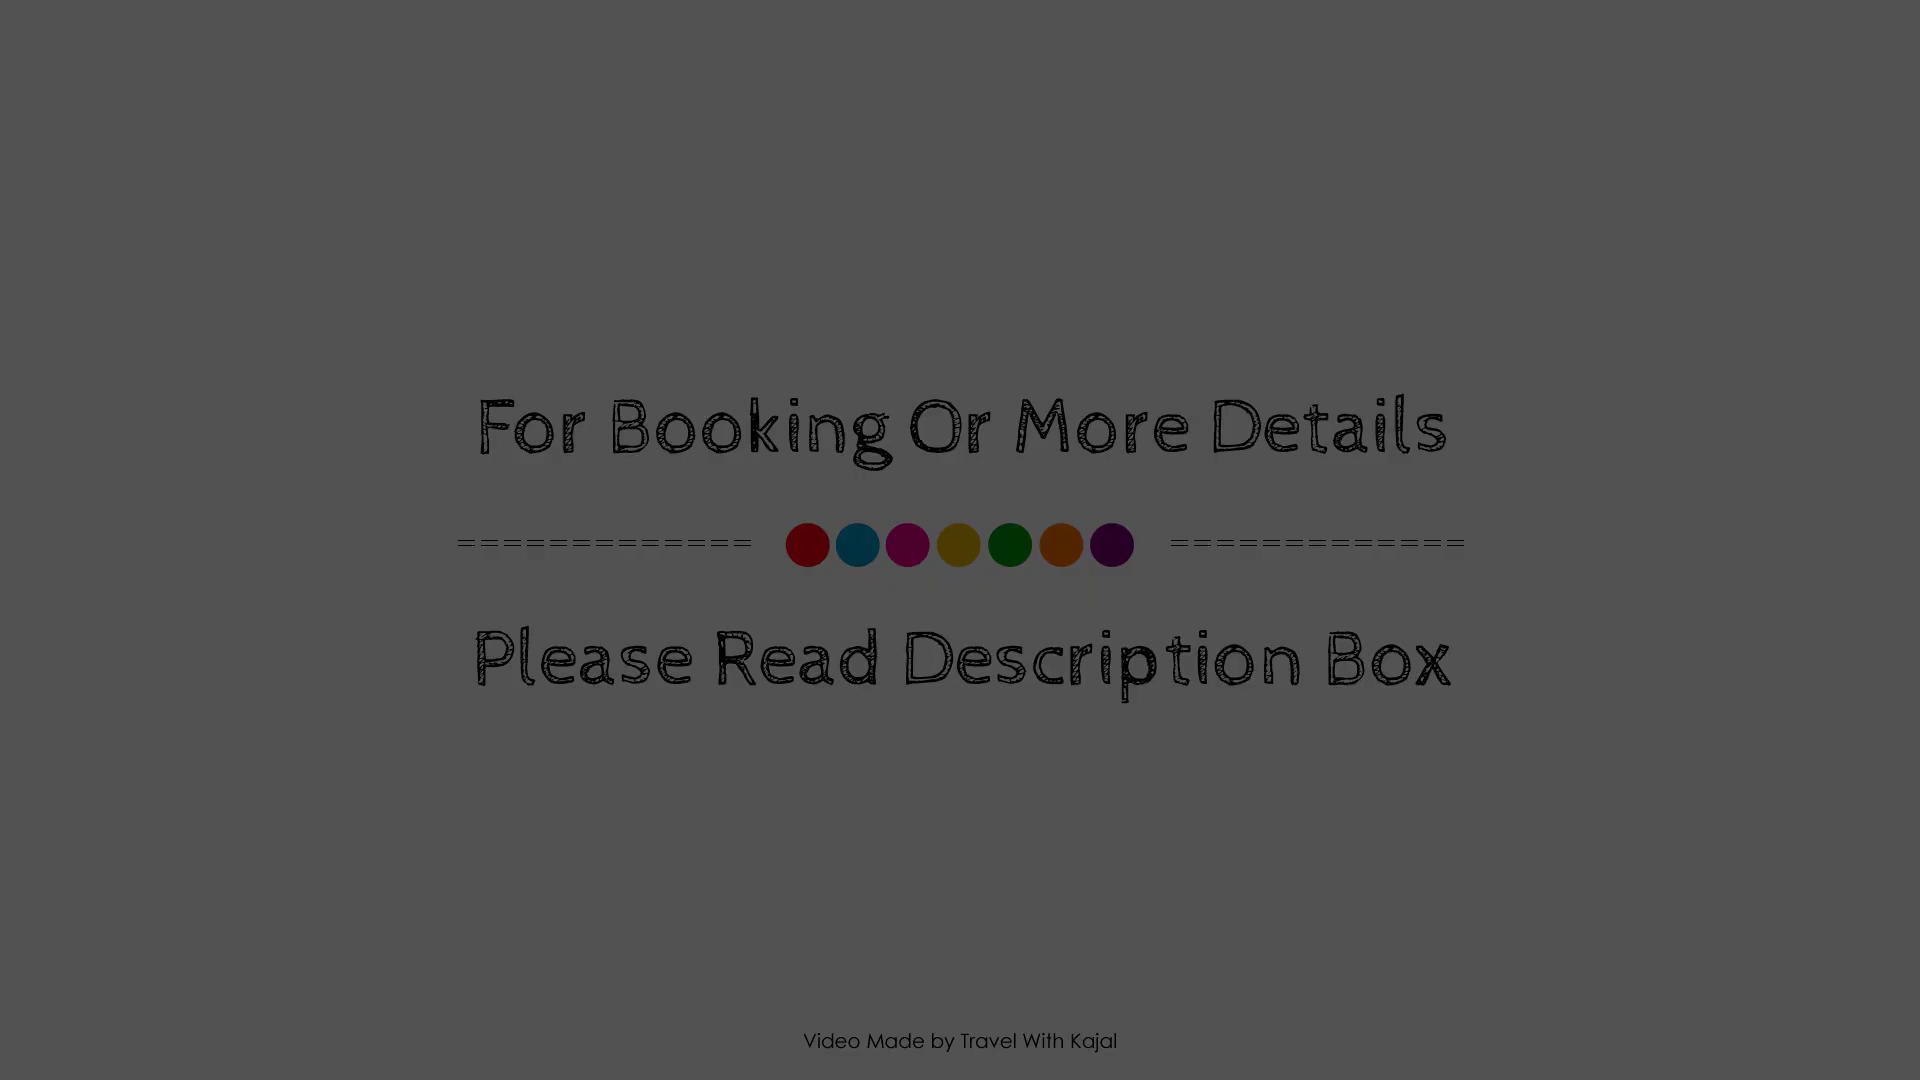 For Booking Or More Details
============= =============
Please Read Description Box
Video Made by Travel With Kajal